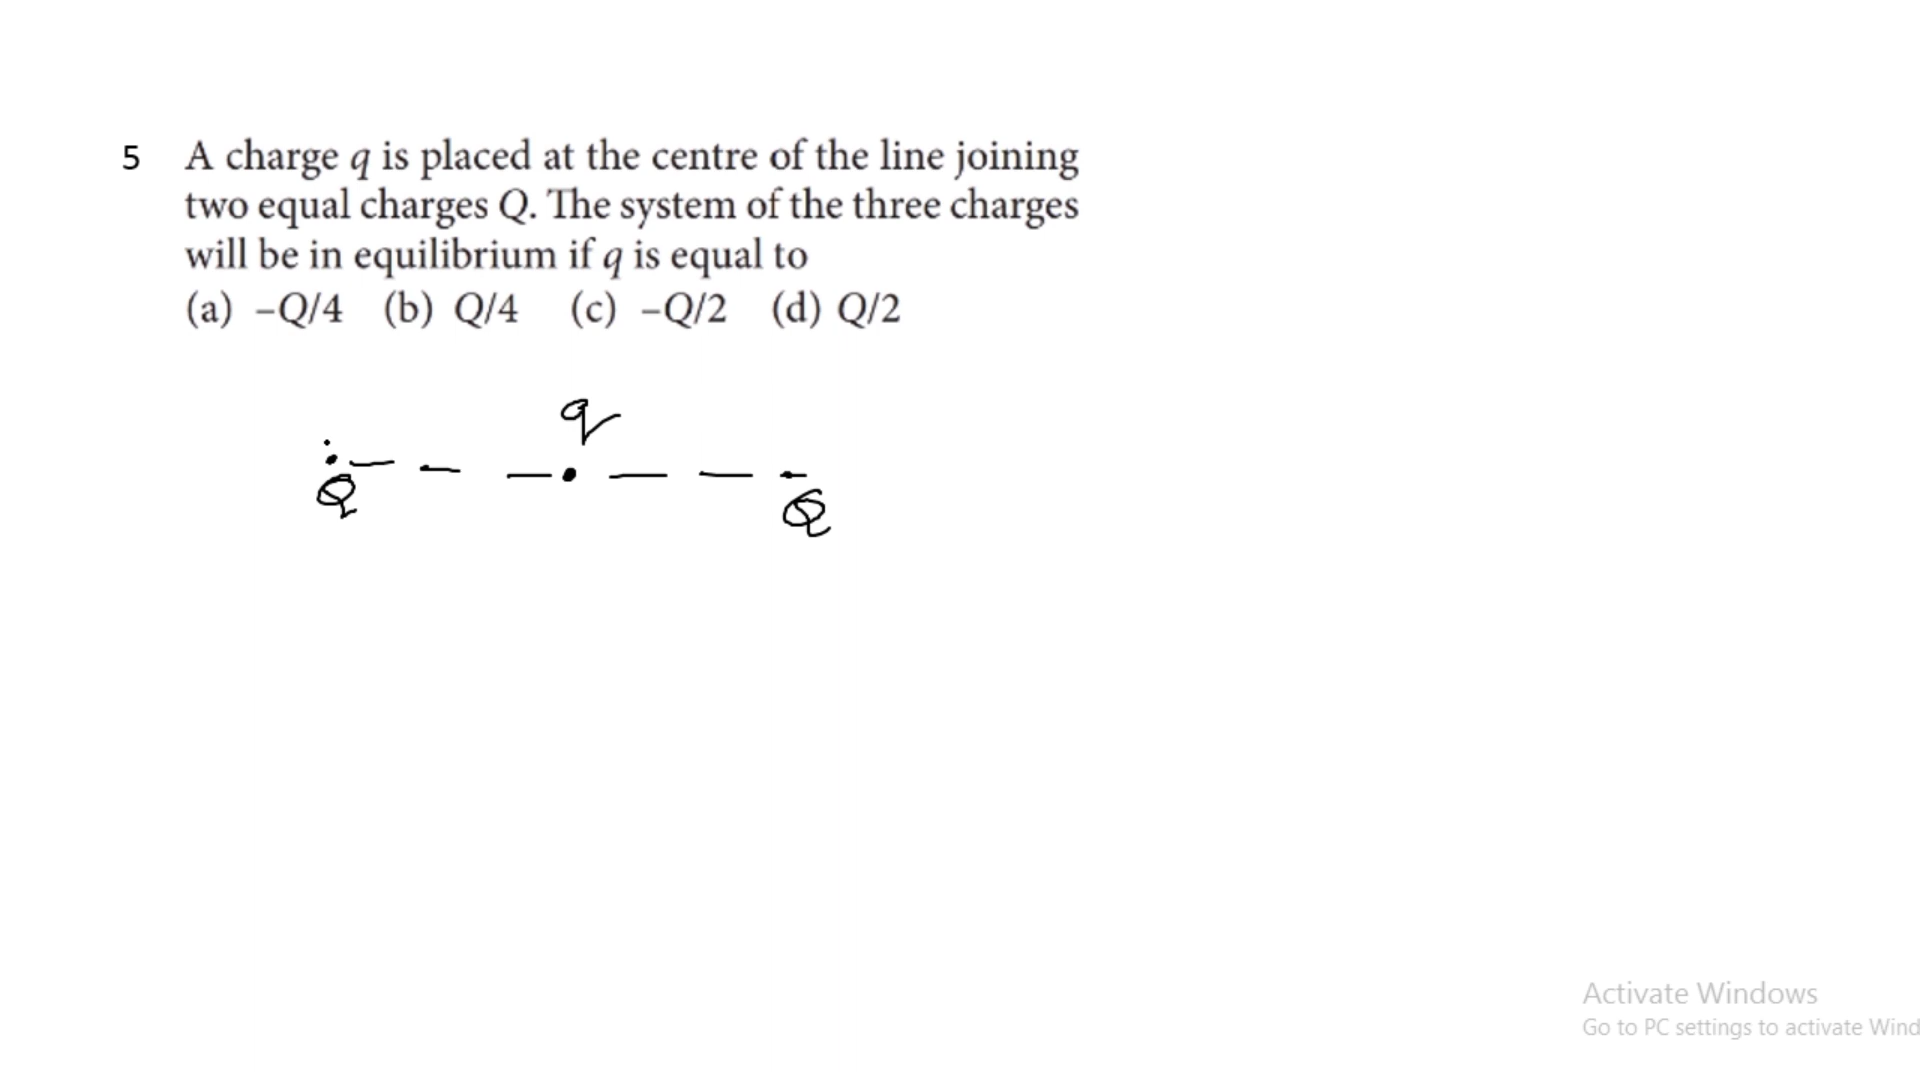 5 A charge q is placed at the centre of the line joining
two equal charges Q. The system of the three charges
will be in equilibrium if q is equal to
(a) –Q/4 (b) Q/4 (c) –Q/2 (d) Q/2
q
Q
Q
Activate Windows
Go to PC settings to activate Wind